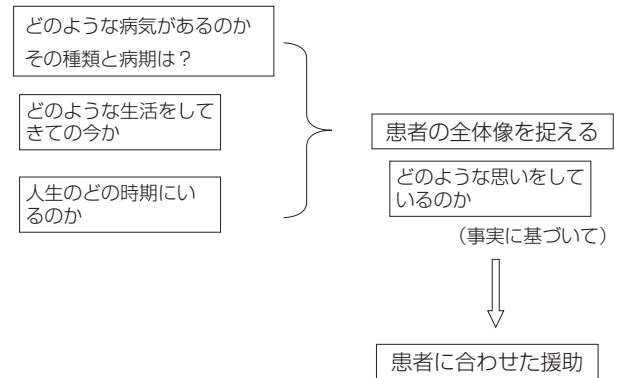 どのような病気があるのか
その種類と病期は？
どのような生活をして
きての今か
人生のどの時期にい
るのか
患者の全体像を捉える
どのような思いをして
いるのか
（事実に基づいて）
患者に合わせた援助